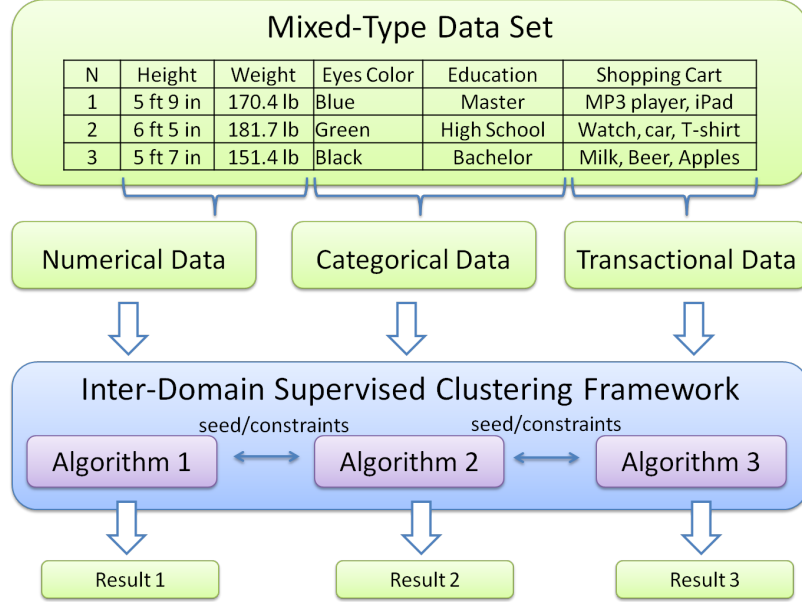 Mixed-Type Data Set
N Height Weight Eyes Color Education Shopping Cart
1 5 ft 9 in 170.4 lb Blue Master MP3 player, iPad
2 6 ft 5 in 181.7 lb Green High School Watch, car, T-shirt
3 5 ft 7 in 151.4 lb Black Bachelor Milk, Beer, Apples
Numerical Data Categorical Data Transactional Data
Inter-Domain Supervised Clustering Framework
seed/constraints seed/constraints
Algorithm 1 Algorithm 2 Algorithm 3
Result 1 Result 2 Result 3